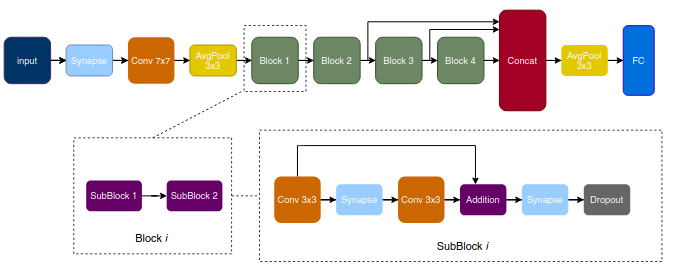 input
Synapse
Conv 7x7
AvgPool
3x3
Block 1
Block 2
Block 3
Block 4
Concat
AvgPool
3x3
FC
SubBlock 1
SubBlock 2
Block i
Conv 3x3
Synapse
Conv 3x3
Addition
Synapse
Dropout
SubBlock i